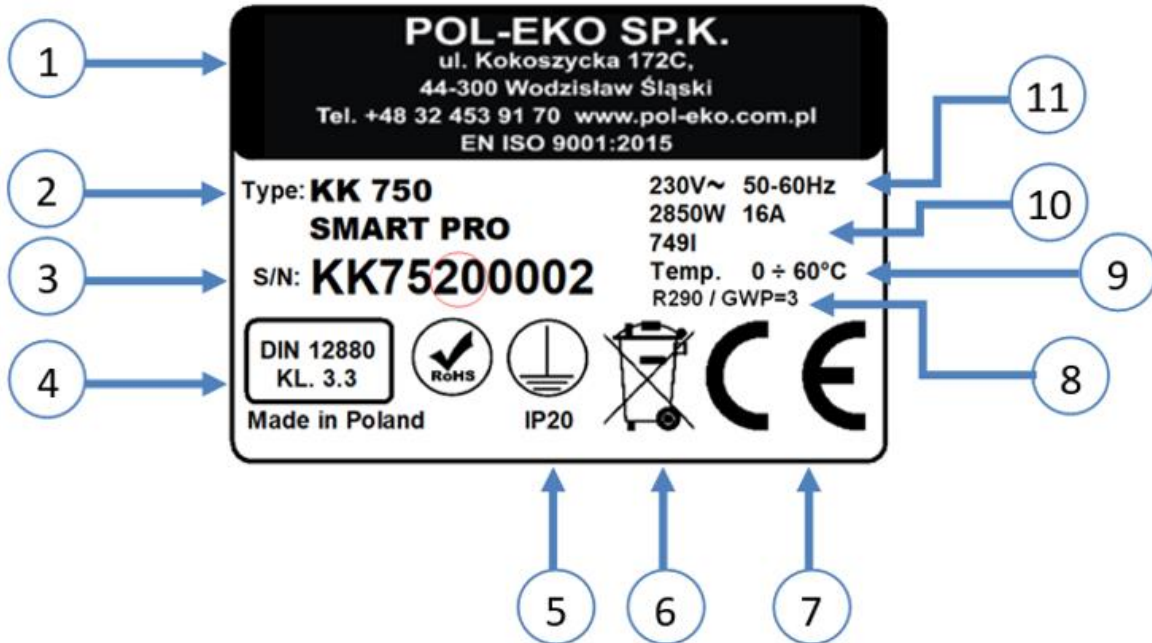 POL-EKO SP.K.
ul. Kokoszycka 172C,
44-300 Wodzisław Śląski
Tel. +48 32 453 91 70 www.pol-eko.com.pl
EN ISO 9001:2015
1
2
3
4
Type: KK 750
SMART PRO
S/N: KK75200002
230V~ 50-60Hz
2850W 16A
749l
Temp. 0 ÷ 60°C
R290 / GWP=3
11
10
9
8
DIN 12880
KL. 3.3
RoHS
Made in Poland
IP20
CE
5
6
7